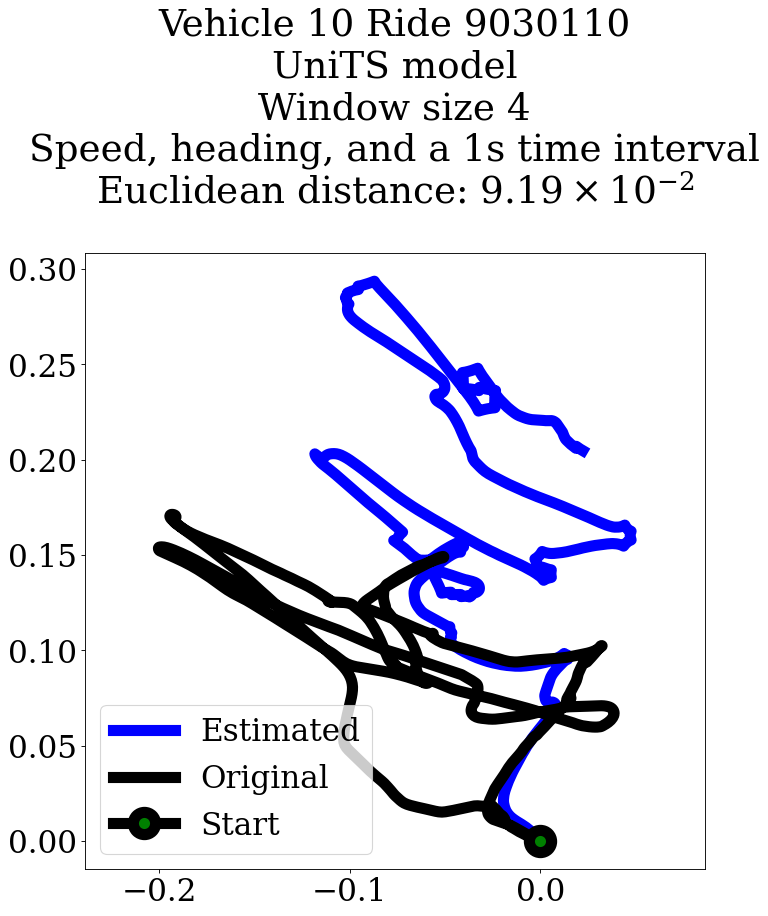 Vehicle 10 Ride 9030110
UniTS model
Window size 4
Speed, heading, and a 1s time interval
Euclidean distance: 9.19 × 10⁻²
0.30
0.25
0.20
0.15
0.10
0.05
0.00
Estimated
Original
Start
−0.2
−0.1
0.0